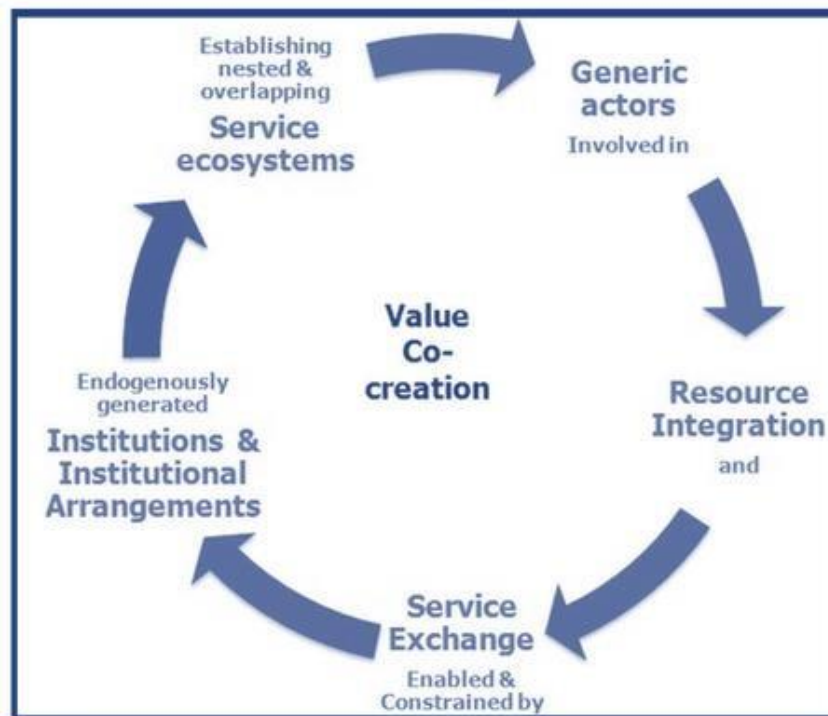 Establishing
nested &
overlapping
Service
ecosystems
Generic
actors
Involved in
Value
Co-
creation
Resource
Integration
and
Service
Exchange
Enabled &
Constrained by
Endogenously
generated
Institutions &
Institutional
Arrangements